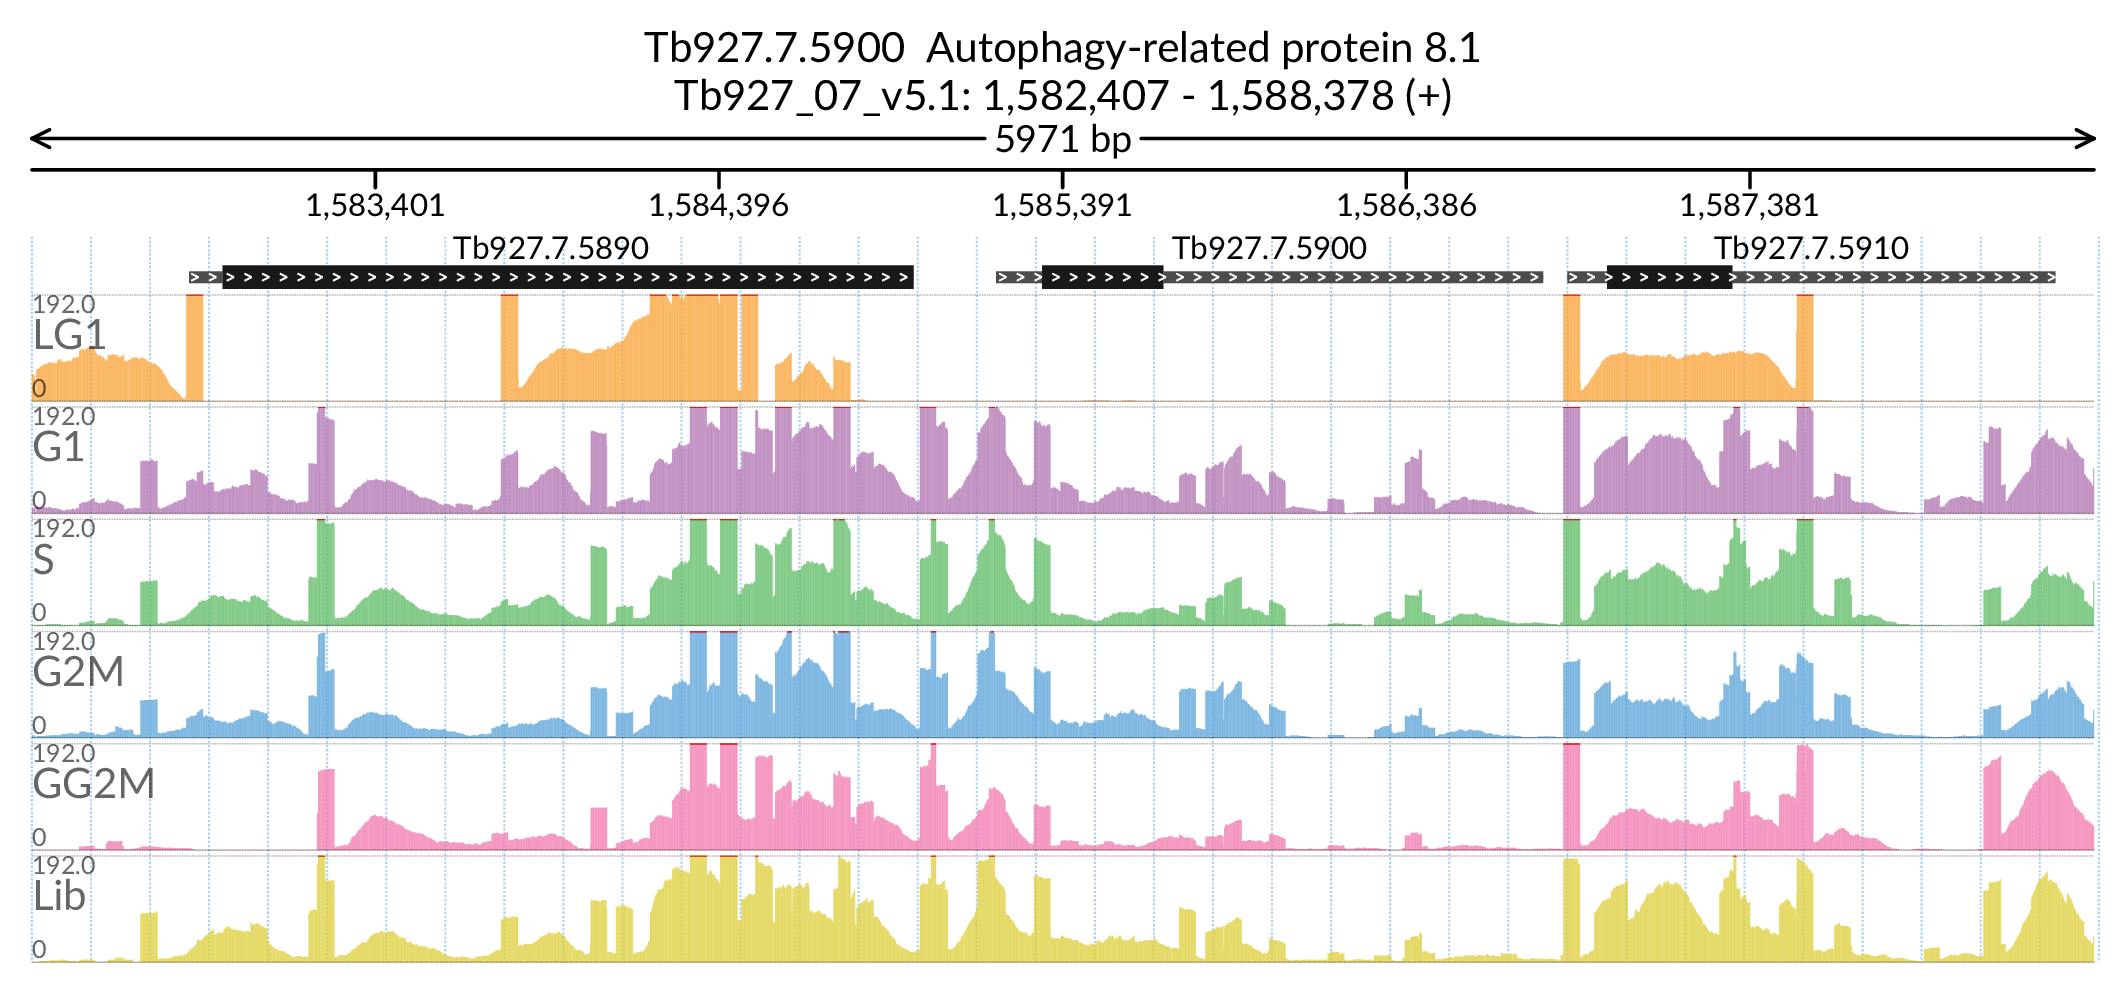 Tb927.7.5900  Autophagy-related protein 8.1
Tb927_07_v5.1: 1,582,407 - 1,588,378 (+)
5971 bp
1,583,401 1,584,396 1,585,391 1,586,386 1,587,381
Tb927.7.5890 Tb927.7.5900 Tb927.7.5910
192.0
LG1
0
192.0
G1
0
192.0
S
0
192.0
G2M
0
192.0
GG2M
0
192.0
Lib
0